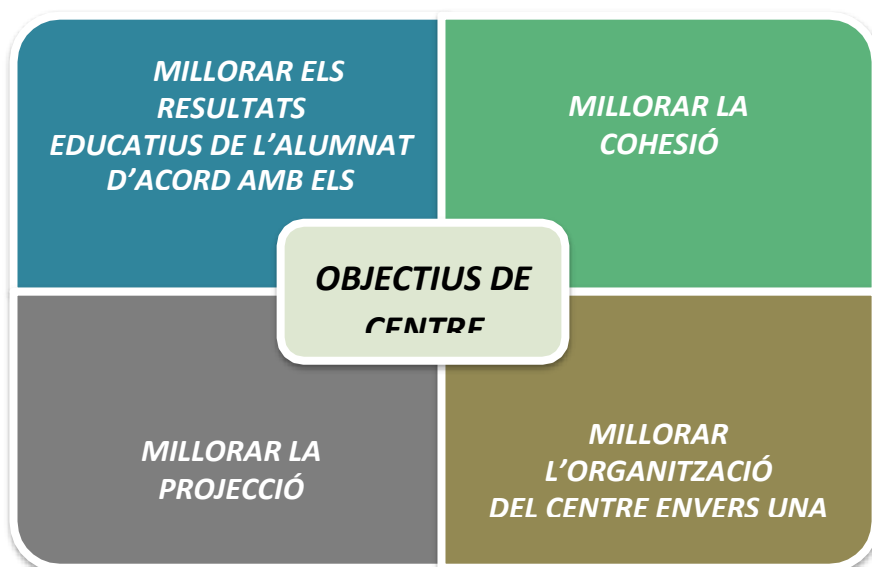 MILLORAR ELS
RESULTATS
EDUCATIUS DE L'ALUMNAT
D'ACORD AMB ELS
MILLORAR LA
COHESIÓ
OBJECTIUS DE
CENTRE
MILLORAR LA
PROJECCIÓ
MILLORAR
L'ORGANITZACIÓ
DEL CENTRE ENVERS UNA